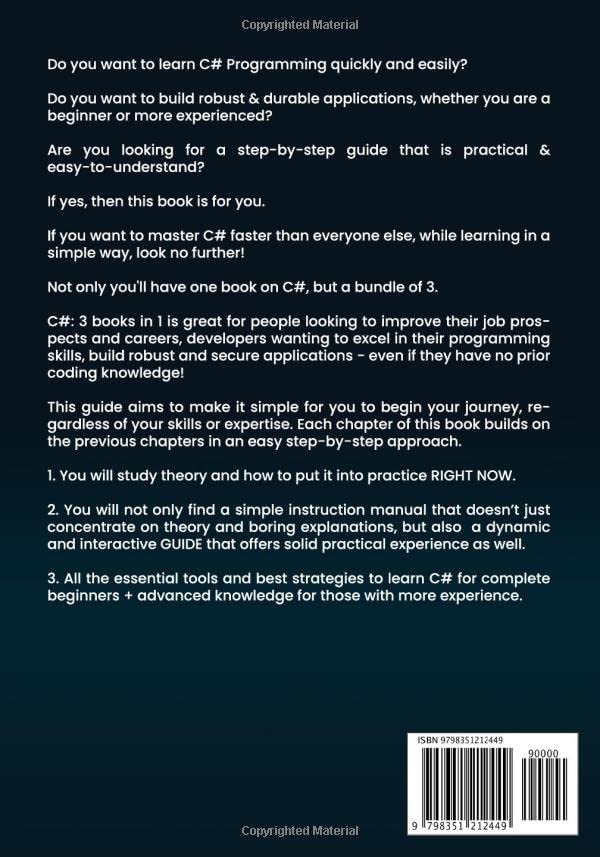 Copyrighted Material
Do you want to learn C# Programming quickly and easily?
Do you want to build robust & durable applications, whether you are a
beginner or more experienced?
Are you looking for a step-by-step guide that is practical &
easy-to-understand?
If yes, then this book is for you.
If you want to master C# faster than everyone else, while learning in a
simple way, look no further!
Not only you'll have one book on C#, but a bundle of 3.
C#: 3 books in 1 is great for people looking to improve their job pros-
pects and careers, developers wanting to excel in their programming
skills, build robust and secure applications - even if they have no prior
coding knowledge!
This guide aims to make it simple for you to begin your journey, re-
gardless of your skills or expertise. Each chapter of this book builds on
the previous chapters in an easy step-by-step approach.
1. You will study theory and how to put it into practice RIGHT NOW.
2. You will not only find a simple instruction manual that doesn’t just
concentrate on theory and boring explanations, but also a dynamic
and interactive GUIDE that offers solid practical experience as well.
3. All the essential tools and best strategies to learn C# for complete
beginners + advanced knowledge for those with more experience.
ISBN 9798351212449
90000
9 798351 212449
Copyrighted Material